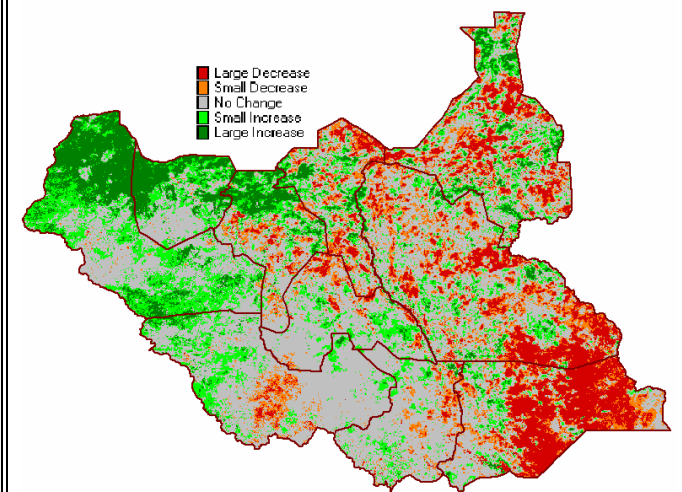 Large Decrease
Small Decrease
No Change
Small Increase
Large Increase